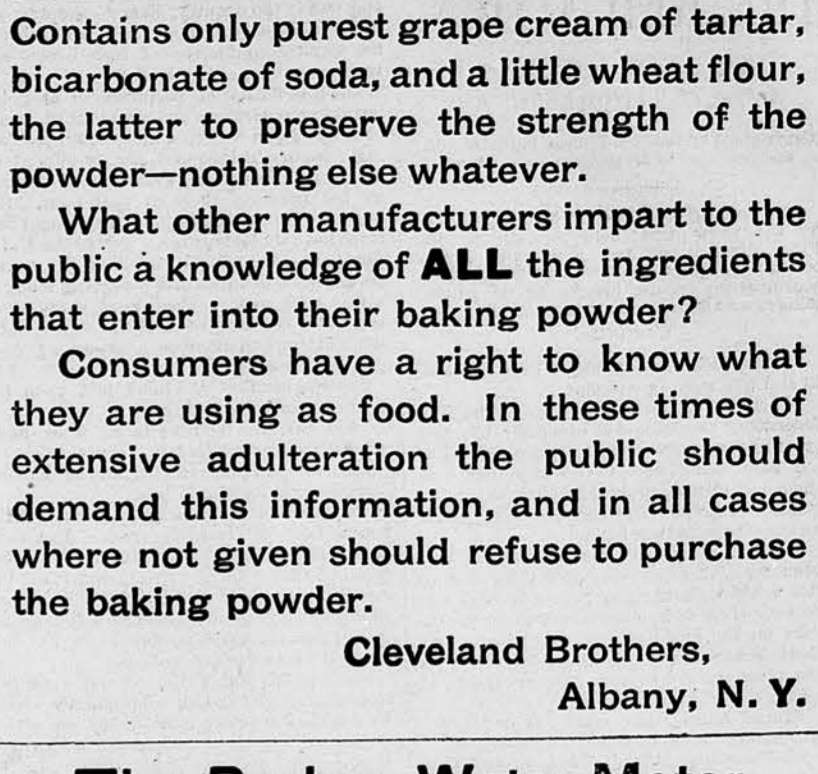 Contains only purest grape cream of tartar,
bicarbonate of soda, and a little wheat flour,
the latter to preserve the strength of the
powder—nothing else whatever.
What other manufacturers impart to the
public a knowledge of ALL the ingredients
that enter into their baking powder?
Consumers have a right to know what
they are using as food. In these times of
extensive adulteration the public should
demand this information, and in all cases
where not given should refuse to purchase
the baking powder.
Cleveland Brothers,
Albany, N. Y.